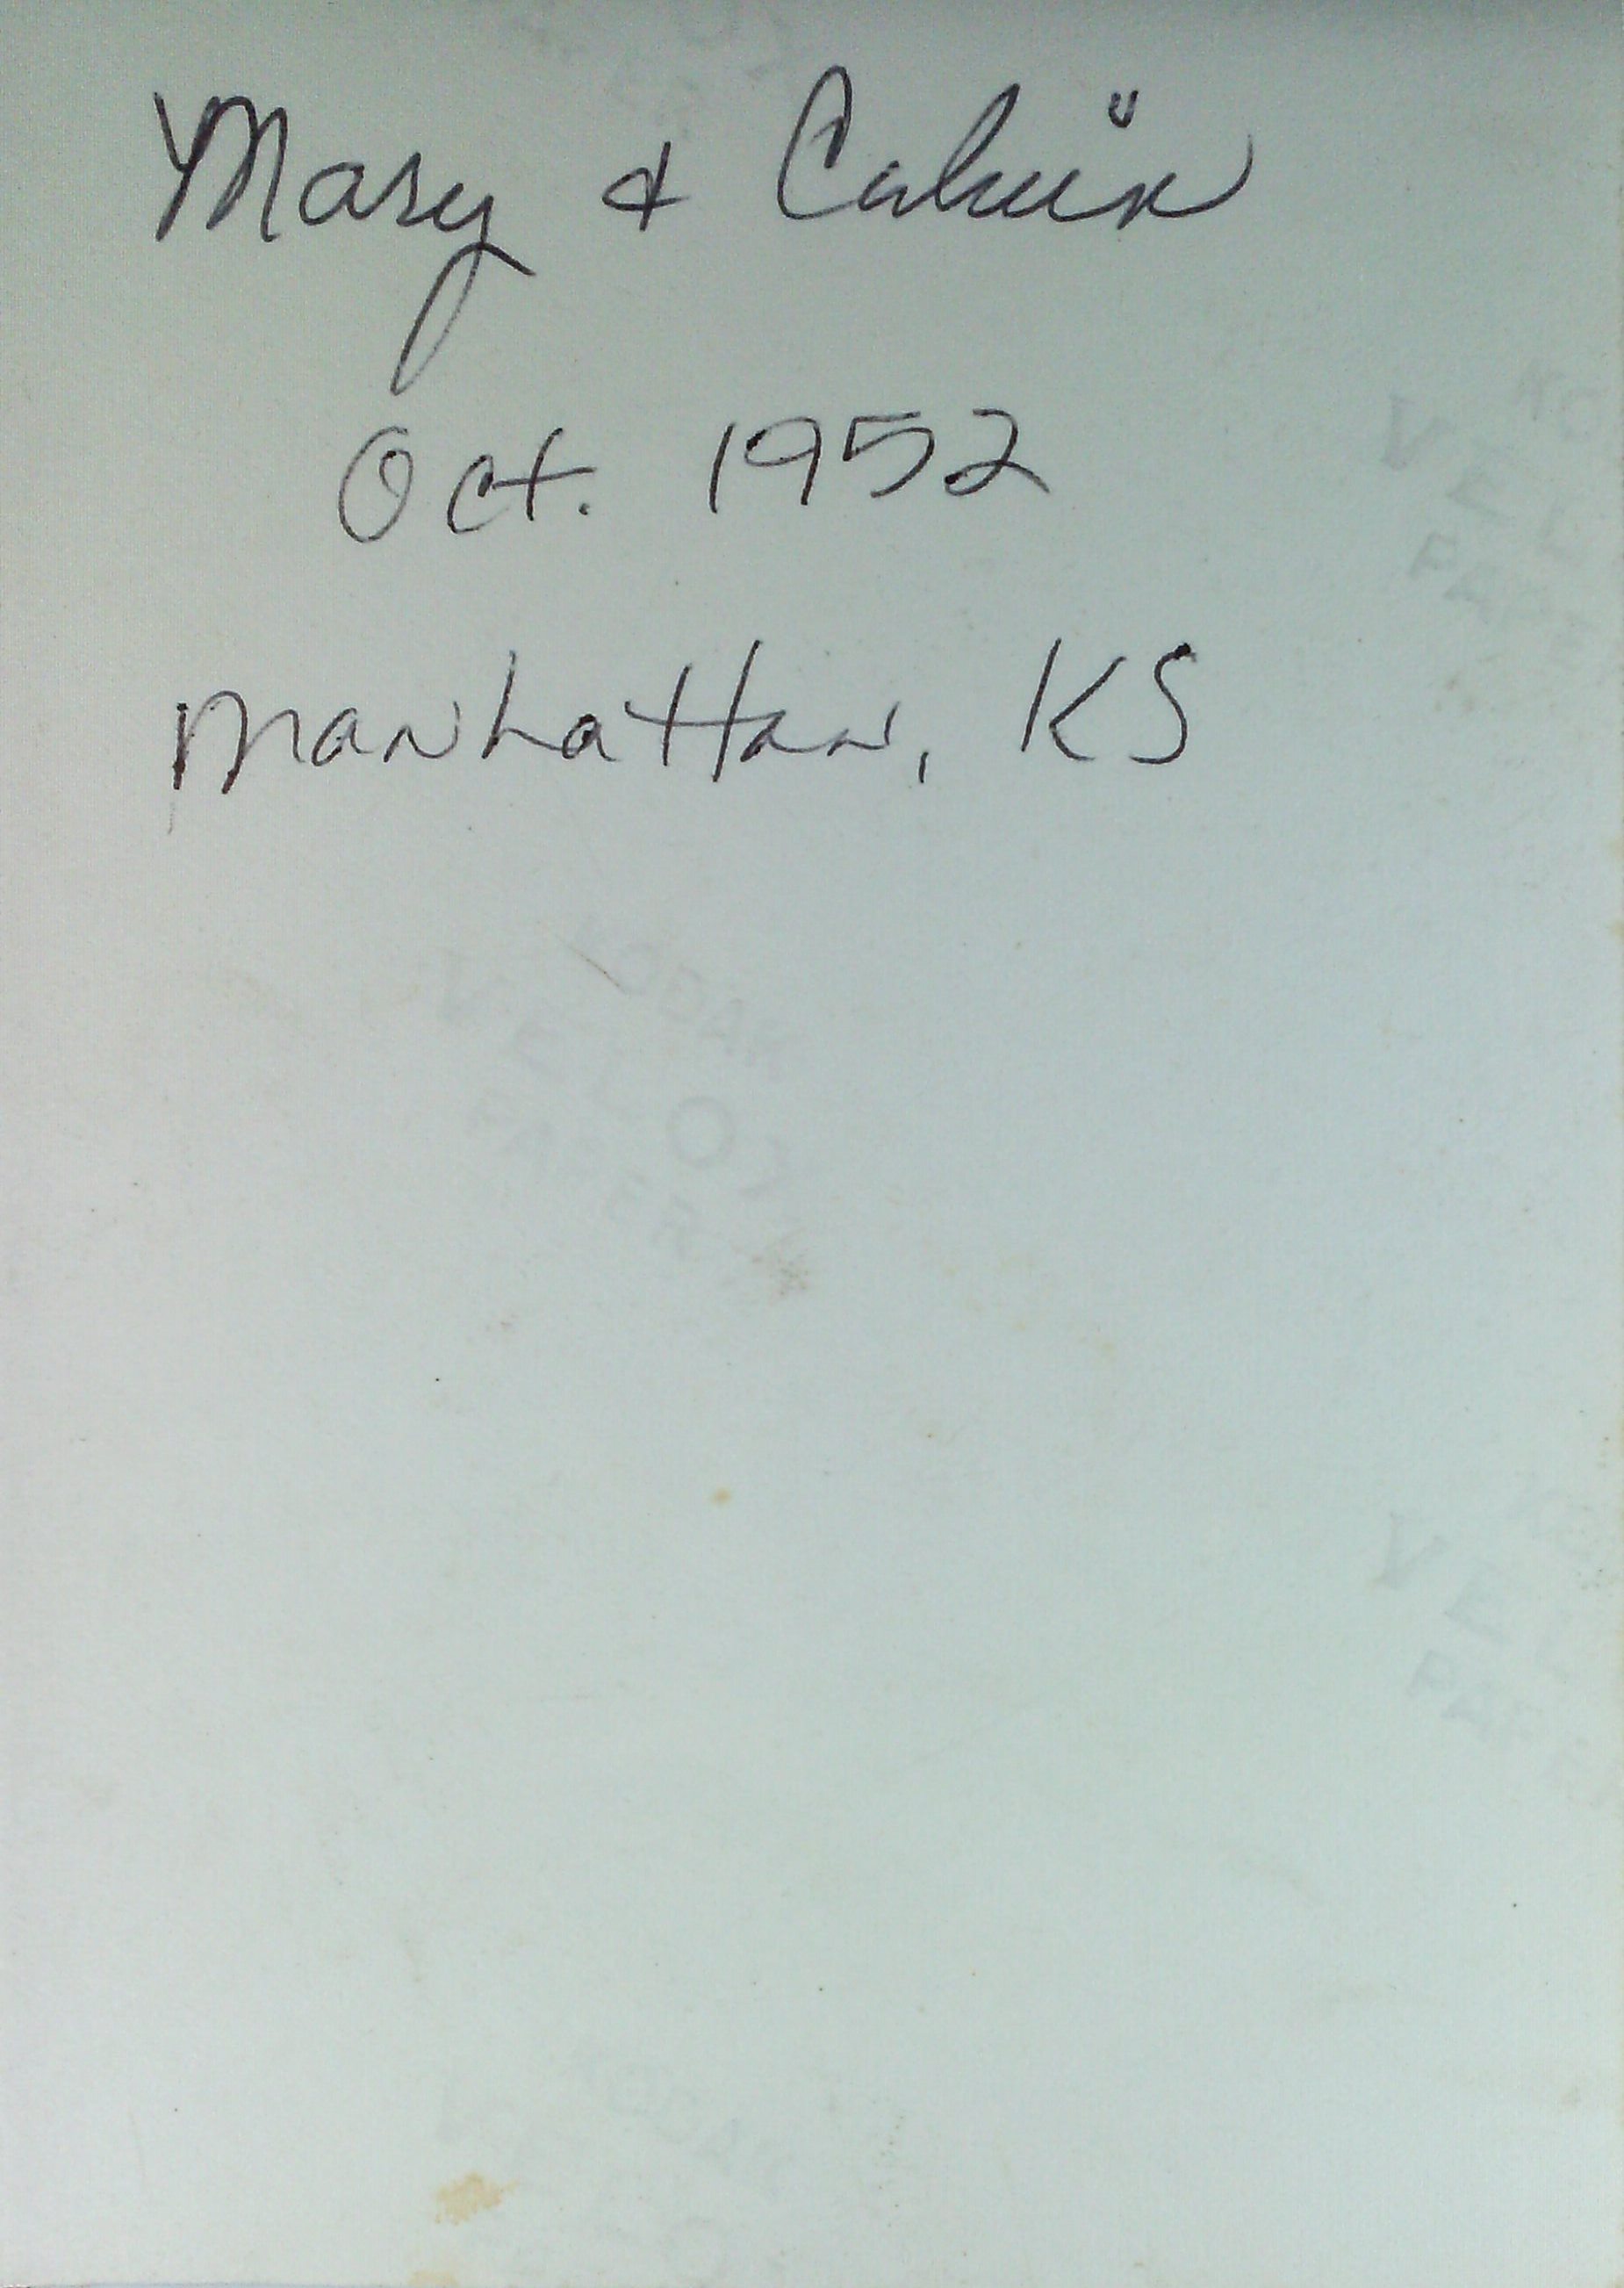 Mary & Calvin
Oct. 1952
Manhattan, KS